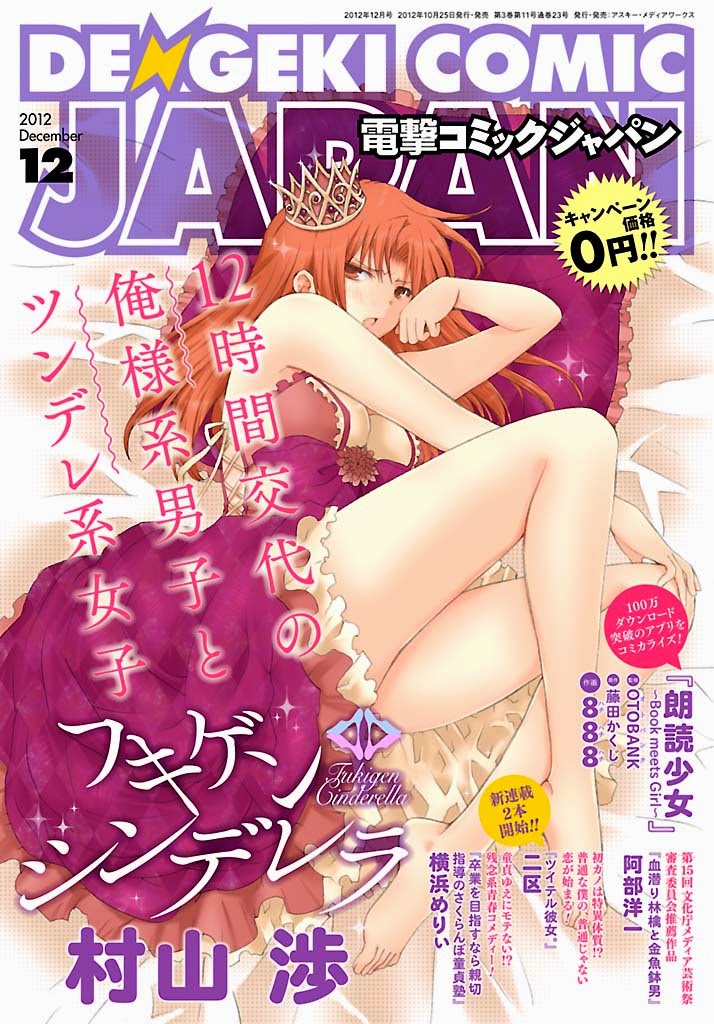 2012年12月号 2012年10月25日発行・発売 第3巻第11号通巻23号 発行・発売:アスキー・メディアワークス
DENGEKI COMIC
JAPAN
電撃コミックジャパン
2012
December
12
キャンペーン
価格
0円!!
12時間交代の
俺様系男子と
ツンデレ系女子
フキゲン
シンデレラ
Fukigen
Cinderella
村山 渉
100万
ダウンロード
突破のアプリを
コミカライズ!
『朗読少女
~Book meets Girl~』
監修 OTOBANK
原作 藤田かくじ
作画 888
新連載
2本
開始!!
第15回文化庁メディア芸術祭
審査委員会推薦作品
『血潜り林檎と金魚鉢男』
阿部洋一
初カノは特異体質!?
普通な僕の、普通じゃない
恋が始まる!
『ツイテル彼女。』
二区
童貞ゆえにモテない!?
残念系青春コメディー!
『卒業を目指すなら親切
指導のさくらんぼ童貞塾』
横浜めりい